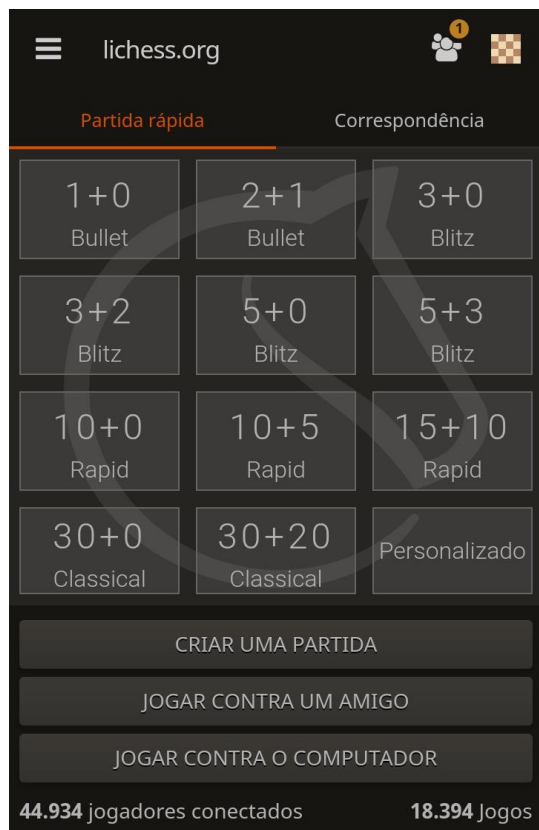 lichess.org
1
Partida rápida Correspondência
1+0 2+1 3+0
Bullet Bullet Blitz
3+2 5+0 5+3
Blitz Blitz Blitz
10+0 10+5 15+10
Rapid Rapid Rapid
30+0 30+20 Personalizado
Classical Classical
CRIAR UMA PARTIDA
JOGAR CONTRA UM AMIGO
JOGAR CONTRA O COMPUTADOR
44.934 jogadores conectados 18.394 Jogos